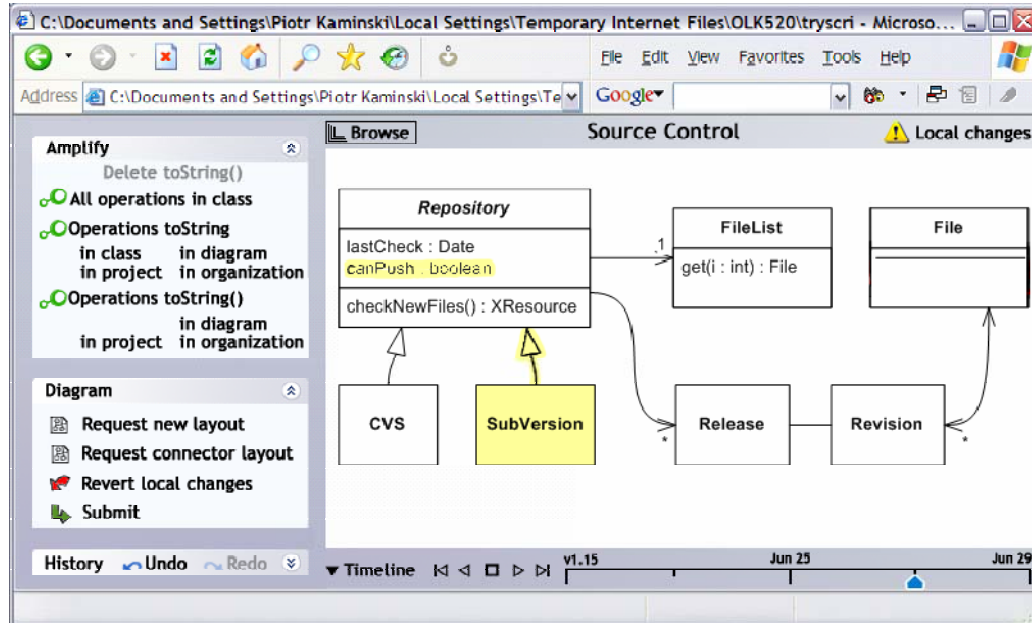 C:\Documents and Settings\Piotr Kaminski\Local Settings\Temporary Internet Files\OLK520\tryscri - Microso...
File Edit View Favorites Tools Help
Address C:\Documents and Settings\Piotr Kaminski\Local Settings\Te Google
Browse Source Control Local changes
Amplify
Delete toString()
All operations in class
Operations toString
in class in diagram
in project in organization
Operations toString()
in diagram
in project in organization
Diagram
Request new layout
Request connector layout
Revert local changes
Submit
History Undo Redo
Repository
lastCheck : Date
canPush : boolean
checkNewFiles() : XResource
1
FileList
get(i : int) : File
File
CVS
SubVersion
Release
*
Revision
*
Timeline v1.15 Jun 25 Jun 29